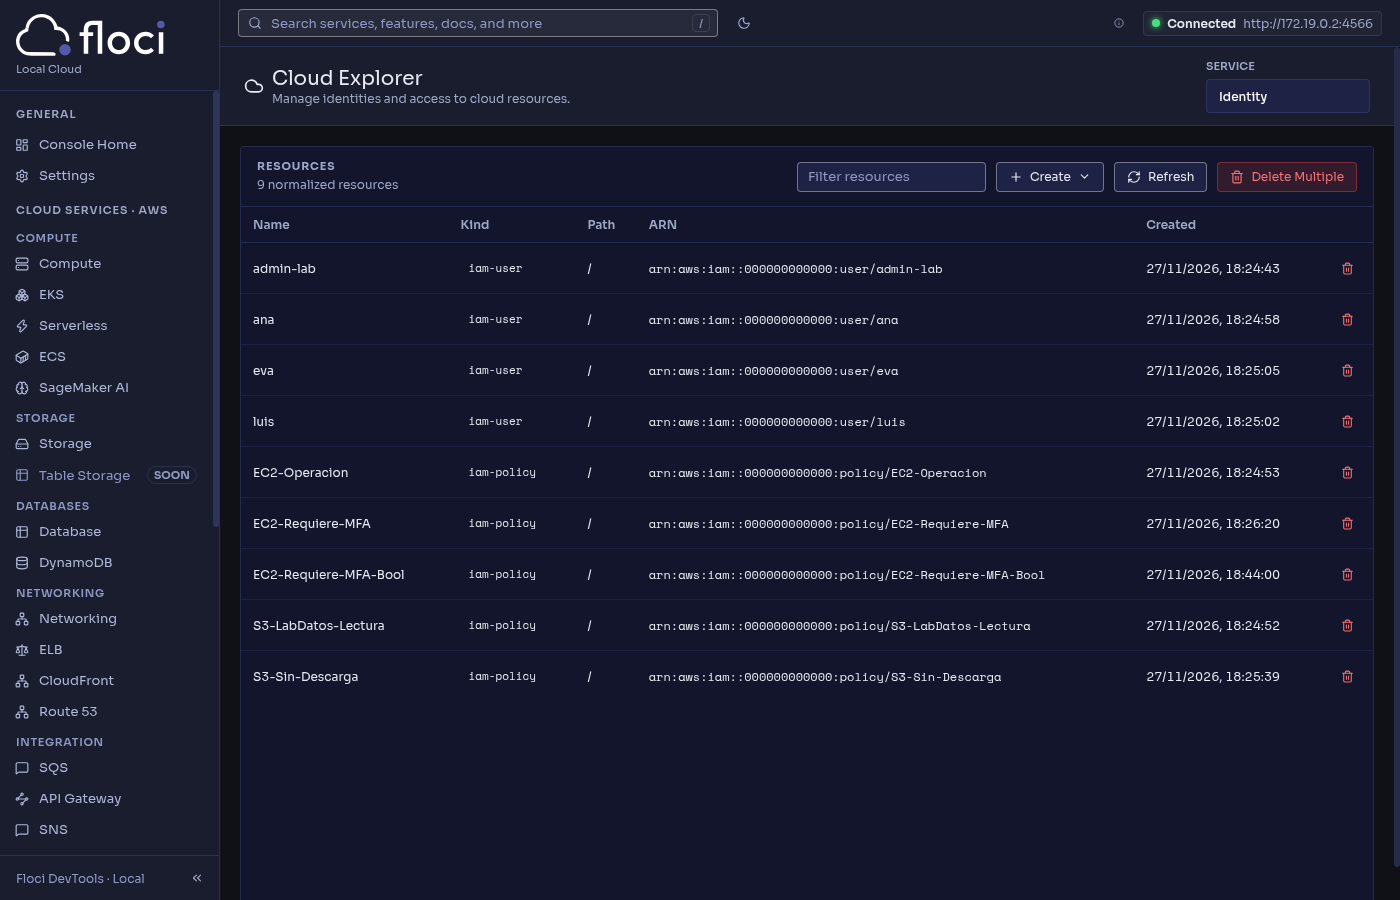 floci
Local Cloud
GENERAL
Console Home
Settings
CLOUD SERVICES · AWS
COMPUTE
Compute
EKS
Serverless
ECS
SageMaker AI
STORAGE
Storage
Table Storage SOON
DATABASES
Database
DynamoDB
NETWORKING
Networking
ELB
CloudFront
Route 53
INTEGRATION
SQS
API Gateway
SNS
Floci DevTools · Local
Search services, features, docs, and more /
Connected http://172.19.0.2:4566
Cloud Explorer
Manage identities and access to cloud resources.
SERVICE
Identity
RESOURCES
9 normalized resources
Filter resources Create Refresh Delete Multiple
Name Kind Path ARN Created
admin-lab iam-user / arn:aws:iam::000000000000:user/admin-lab 27/11/2026, 18:24:43
ana iam-user / arn:aws:iam::000000000000:user/ana 27/11/2026, 18:24:58
eva iam-user / arn:aws:iam::000000000000:user/eva 27/11/2026, 18:25:05
luis iam-user / arn:aws:iam::000000000000:user/luis 27/11/2026, 18:25:02
EC2-Operacion iam-policy / arn:aws:iam::000000000000:policy/EC2-Operacion 27/11/2026, 18:24:53
EC2-Requiere-MFA iam-policy / arn:aws:iam::000000000000:policy/EC2-Requiere-MFA 27/11/2026, 18:26:20
EC2-Requiere-MFA-Bool iam-policy / arn:aws:iam::000000000000:policy/EC2-Requiere-MFA-Bool 27/11/2026, 18:44:00
S3-LabDatos-Lectura iam-policy / arn:aws:iam::000000000000:policy/S3-LabDatos-Lectura 27/11/2026, 18:24:52
S3-Sin-Descarga iam-policy / arn:aws:iam::000000000000:policy/S3-Sin-Descarga 27/11/2026, 18:25:39